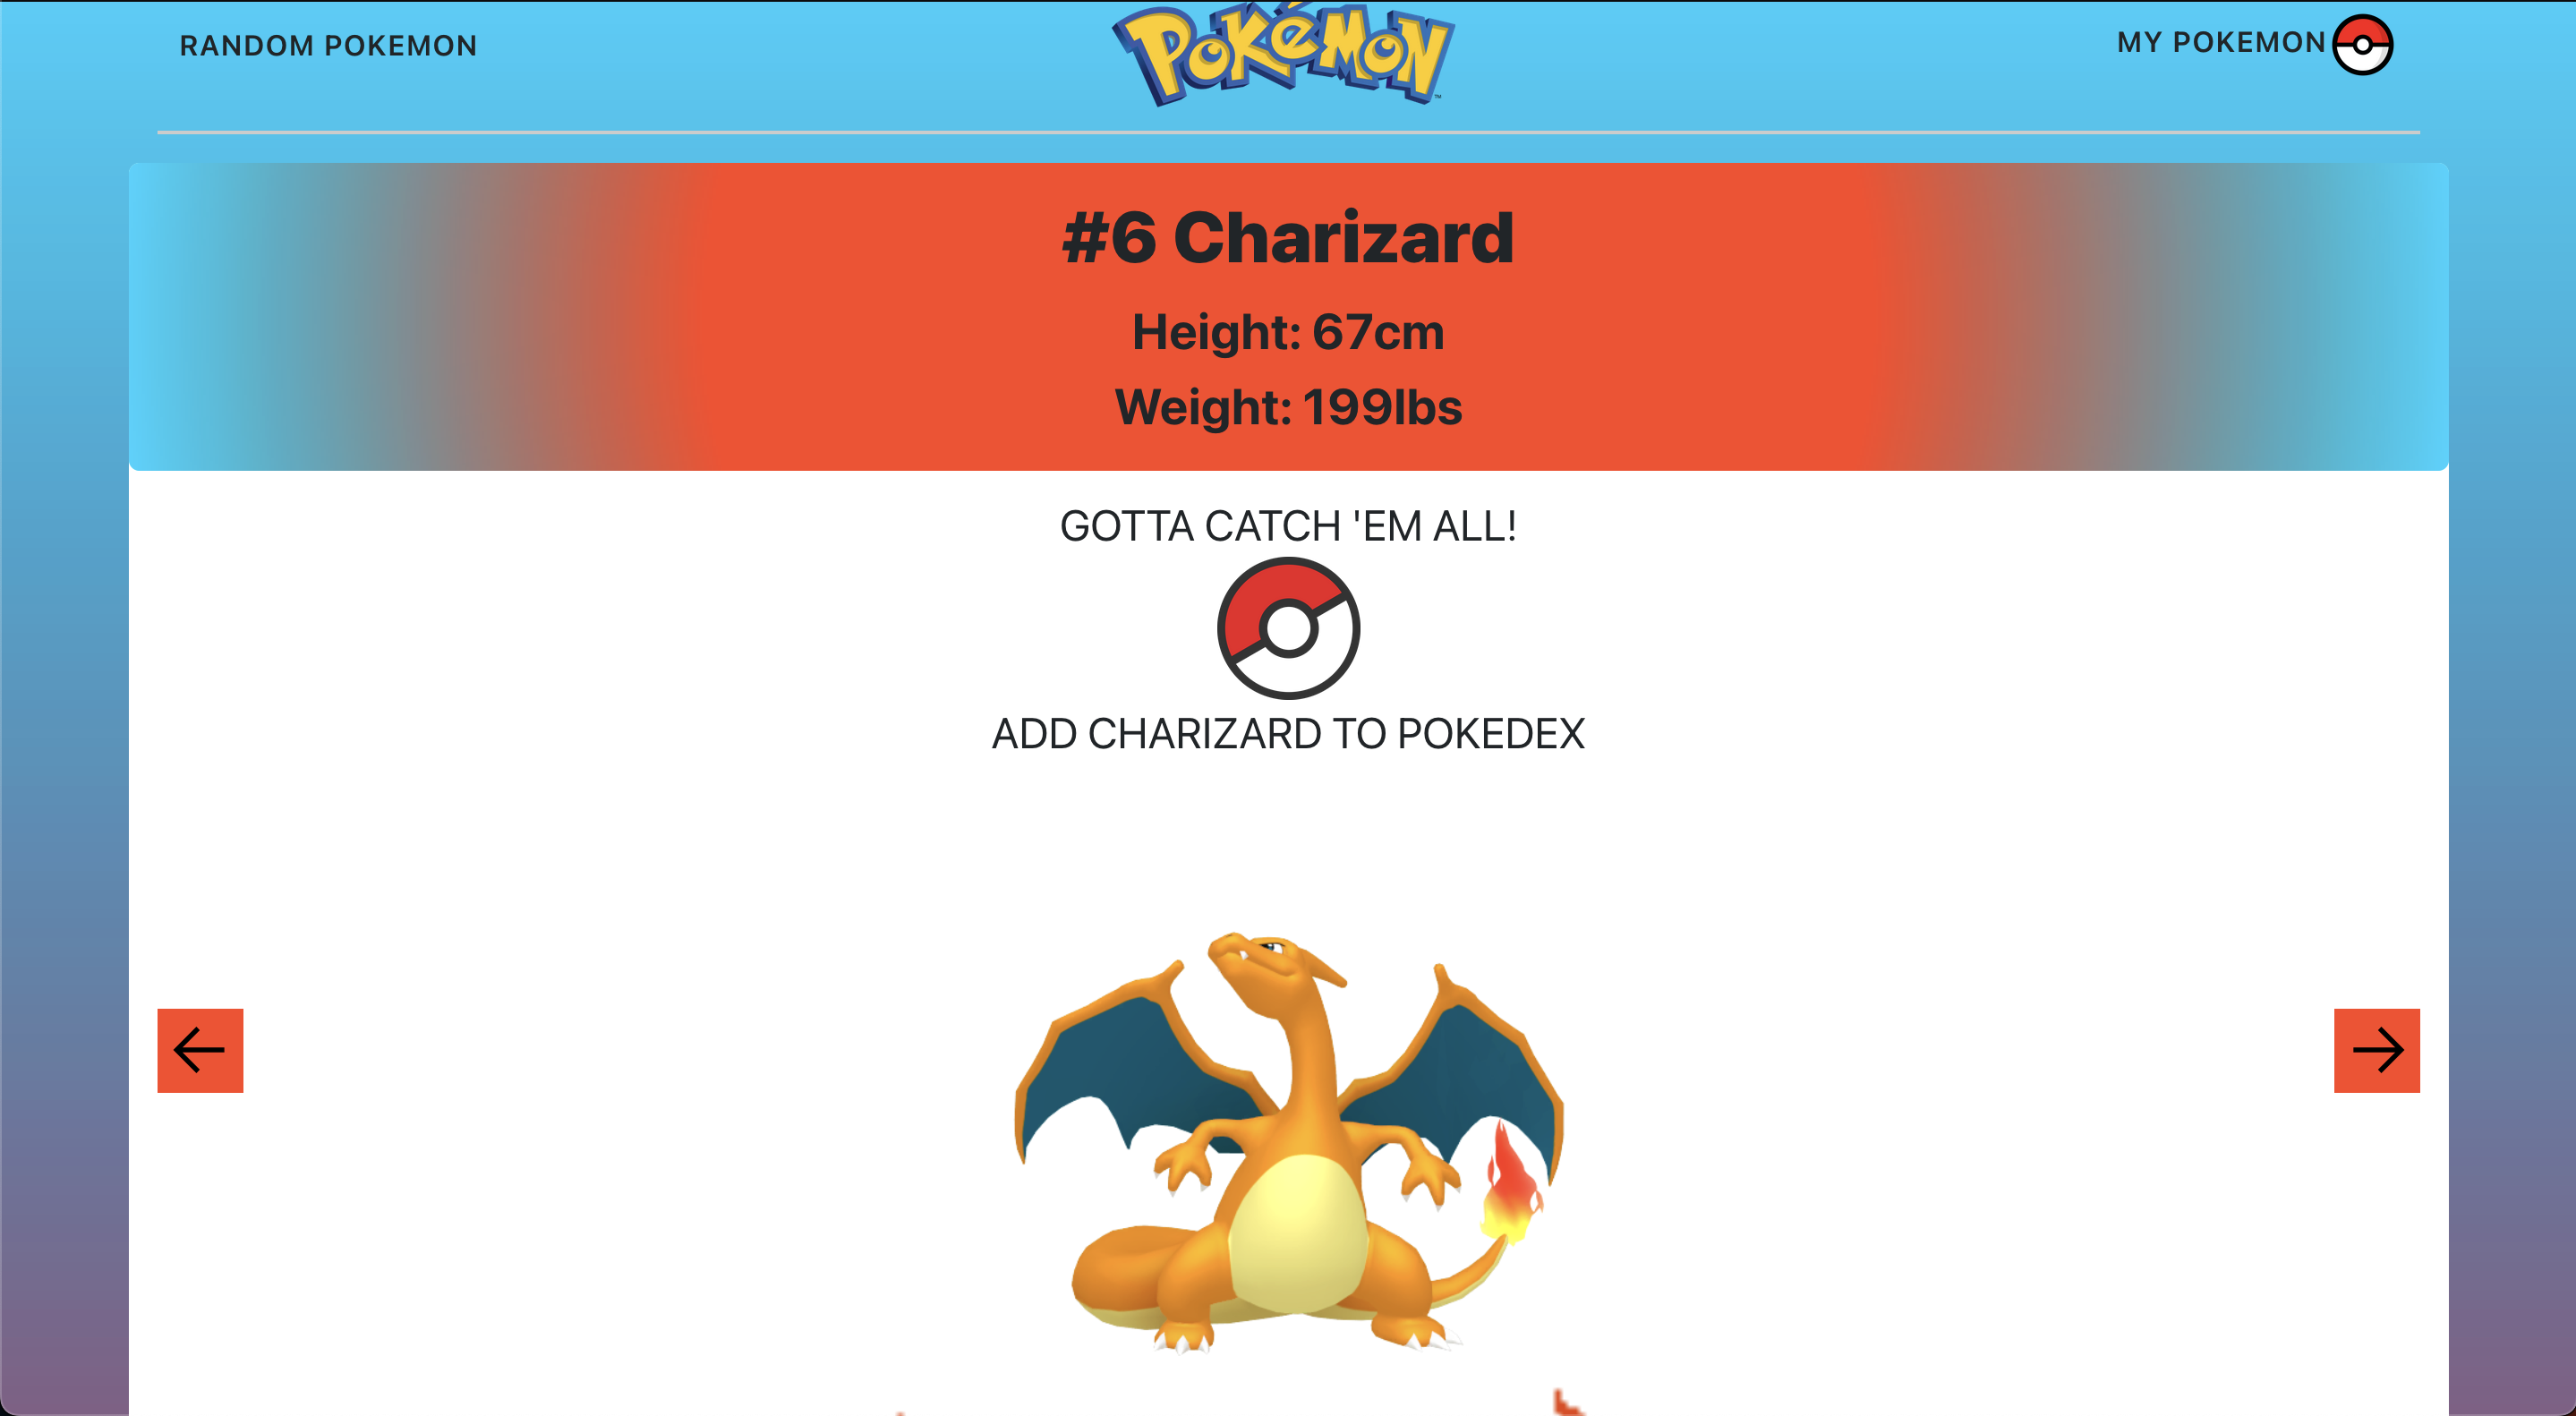 RANDOM POKEMON
POKéMON
™
MY POKEMON
#6 Charizard
Height: 67cm
Weight: 199lbs
GOTTA CATCH 'EM ALL!
ADD CHARIZARD TO POKEDEX